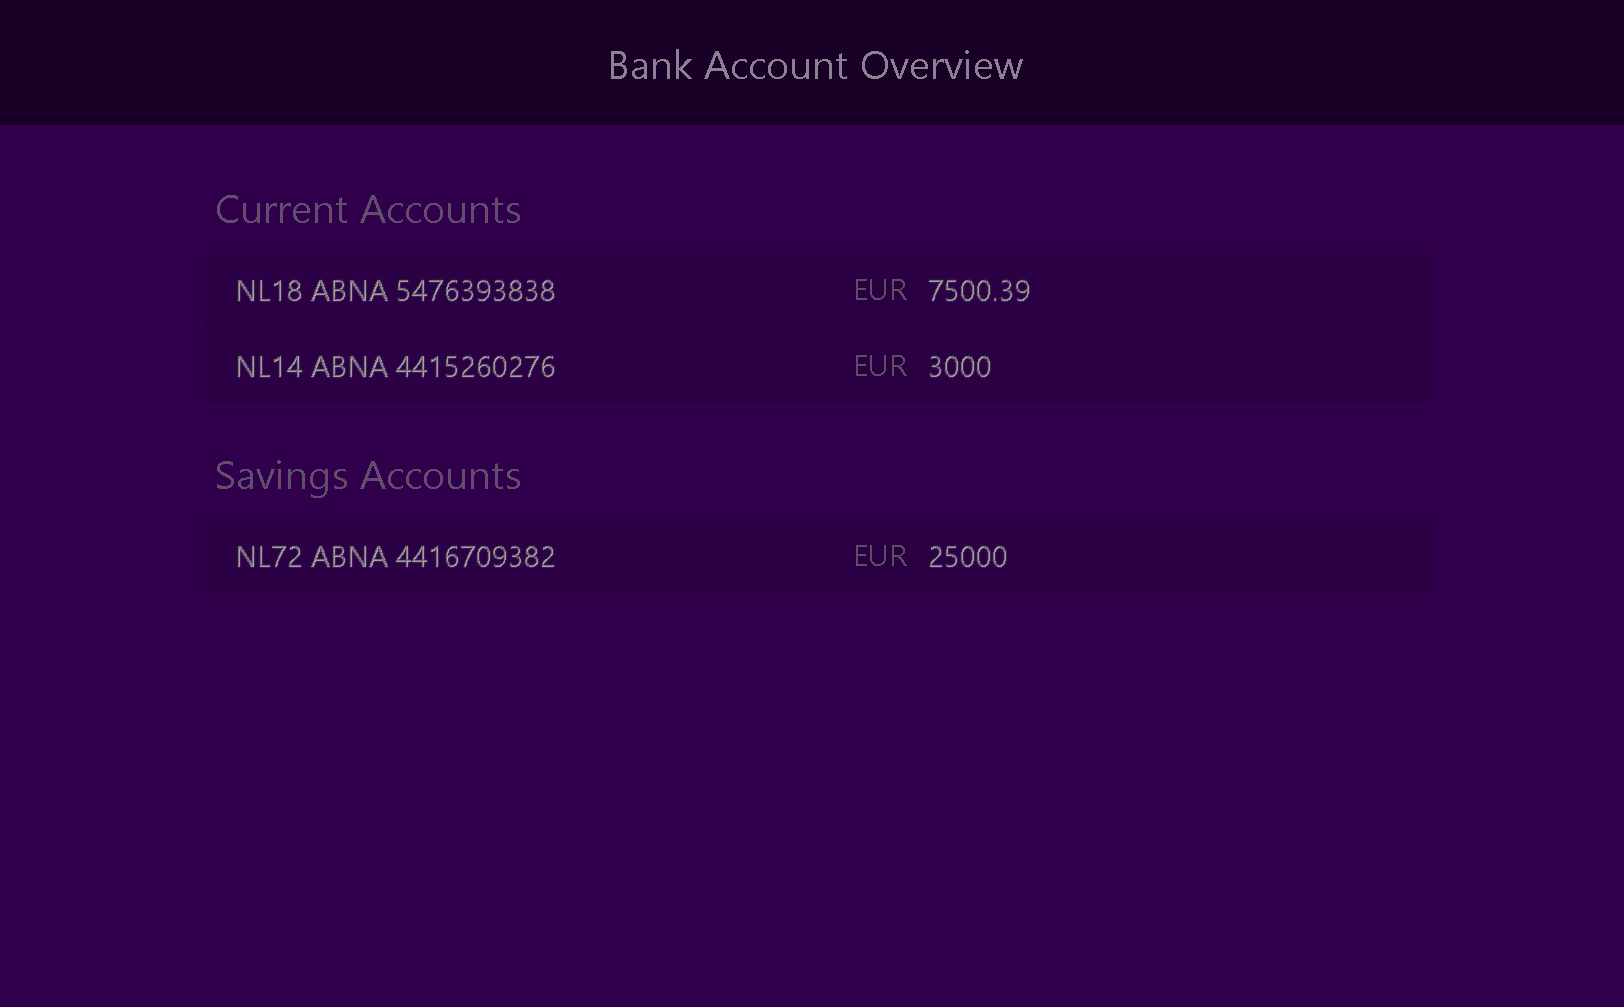 Bank Account Overview
Current Accounts
NL18 ABNA 5476393838 EUR 7500.39
NL14 ABNA 4415260276 EUR 3000
Savings Accounts
NL72 ABNA 4416709382 EUR 25000